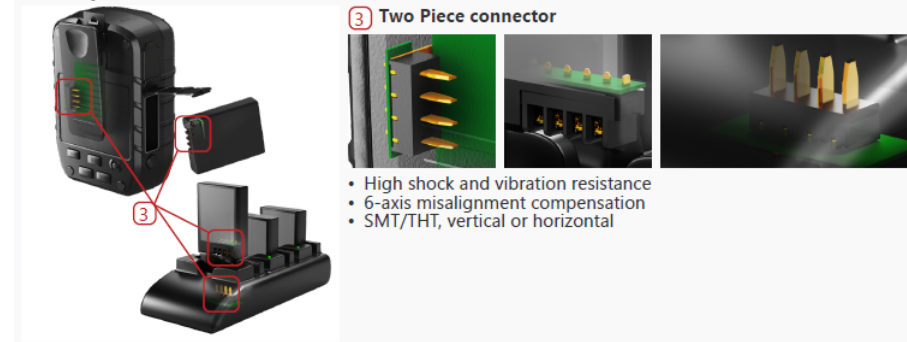 3 Two Piece connector
3
• High shock and vibration resistance
• 6-axis misalignment compensation
• SMT/THT, vertical or horizontal